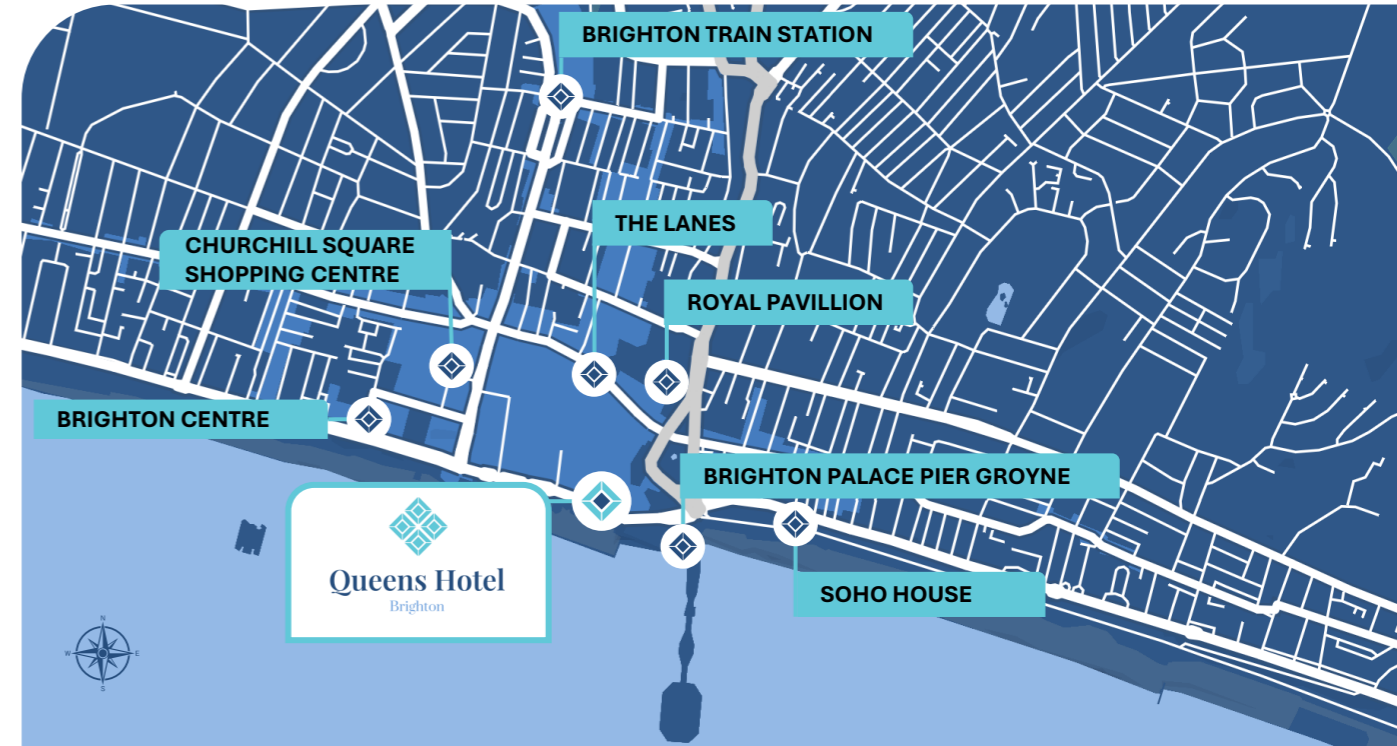 BRIGHTON TRAIN STATION
THE LANES
CHURCHILL SQUARE
SHOPPING CENTRE
ROYAL PAVILLION
BRIGHTON CENTRE
BRIGHTON PALACE PIER GROYNE
Queens Hotel
Brighton
SOHO HOUSE
N
W
E
S